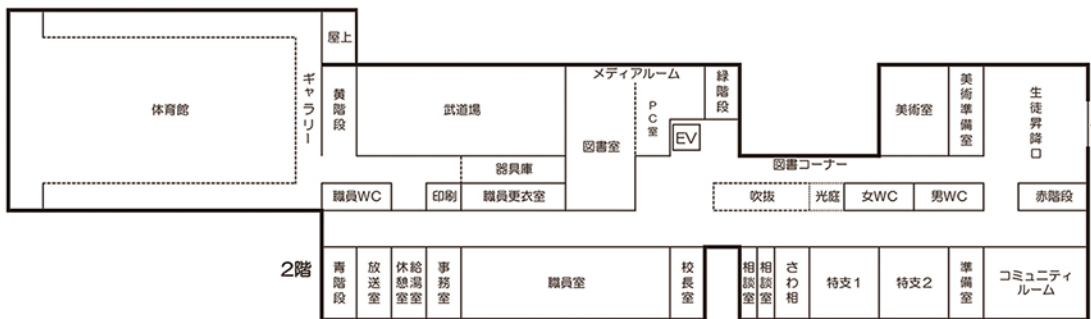 屋上
体育館
ギャラリー
黄階段
武道場
メディアルーム
図書室
PC室
緑階段
EV
美術室
美術準備室
生徒昇降口
図書コーナー
器具庫
職員WC
印刷
職員更衣室
吹抜
光庭
女WC
男WC
赤階段
2階
青階段
放送室
休憩室
給湯室
事務室
職員室
校長室
相談室
相談室
さわ相
特支1
特支2
準備室
コミュニティ
ルーム